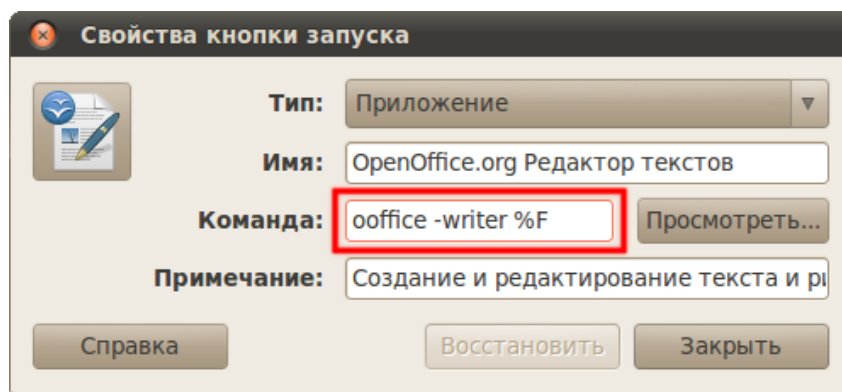 Свойства кнопки запуска
Тип: Приложение
Имя: OpenOffice.org Редактор текстов
Команда: ooffice -writer %F Просмотреть...
Примечание: Создание и редактирование текста и
Справка Восстановить Закрыть